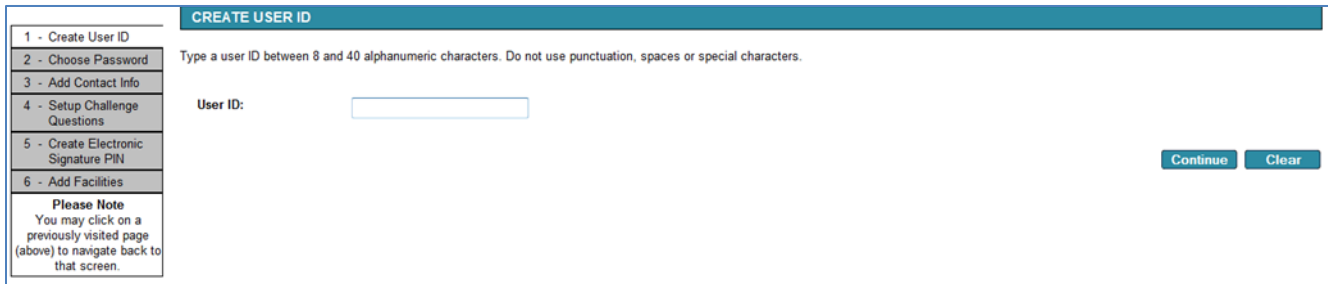 CREATE USER ID
1 - Create User ID
2 - Choose Password
3 - Add Contact Info
4 - Setup Challenge
Questions
5 - Create Electronic
Signature PIN
6 - Add Facilities
Please Note
You may click on a
previously visited page
(above) to navigate back to
that screen.
Type a user ID between 8 and 40 alphanumeric characters. Do not use punctuation, spaces or special characters.
User ID:
Continue Clear